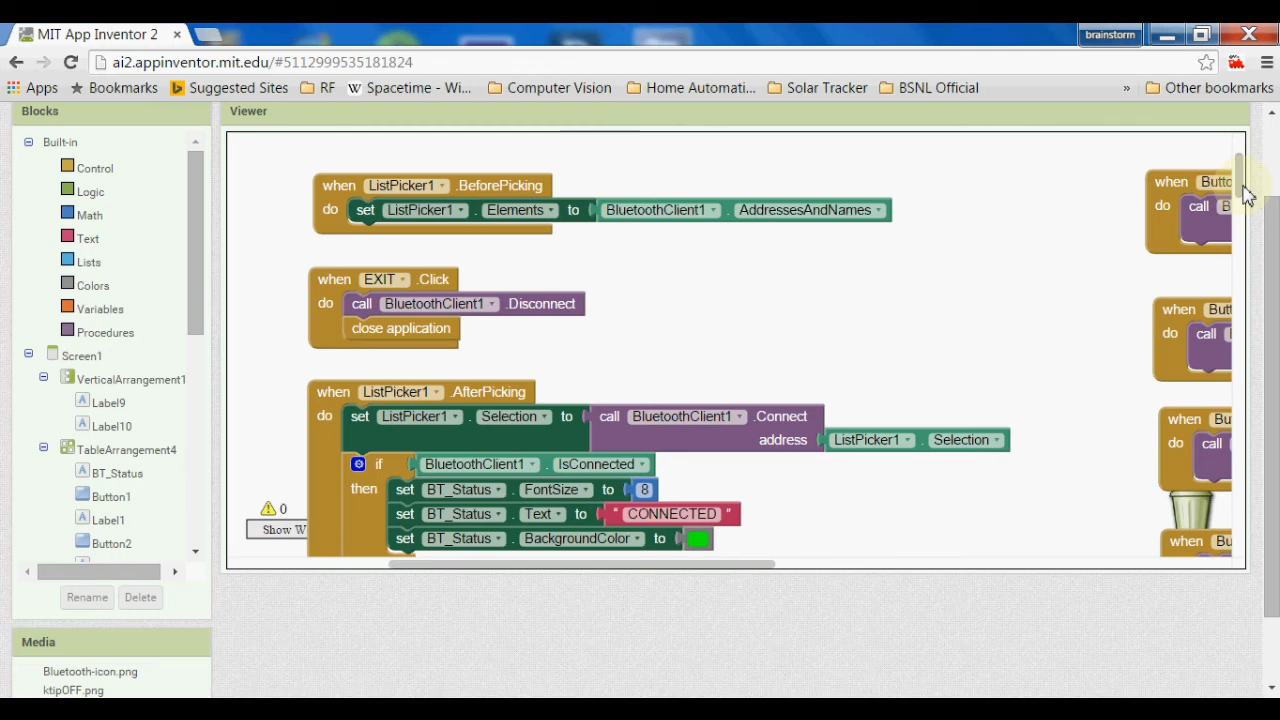 MIT App Inventor 2
brainstorm
ai2.appinventor.mit.edu/#5112999535181824
Apps Bookmarks Suggested Sites RF Spacetime - Wi... Computer Vision Home Automati... Solar Tracker BSNL Official » Other bookmarks
Blocks
Built-in
Control
Logic
Math
Text
Lists
Colors
Variables
Procedures
Screen1
VerticalArrangement1
Label9
Label10
TableArrangement4
BT_Status
Button1
Label1
Button2
Rename Delete
Media
Bluetooth-icon.png
ktipOFF.png
Viewer
when ListPicker1 .BeforePicking
do set ListPicker1 . Elements to BluetoothClient1 . AddressesAndNames
when EXIT .Click
do call BluetoothClient1 .Disconnect
close application
when ListPicker1 .AfterPicking
do set ListPicker1 . Selection to call BluetoothClient1 .Connect
address ListPicker1 . Selection
if BluetoothClient1 . IsConnected
then set BT_Status . FontSize to 8
set BT_Status . Text to " CONNECTED "
set BT_Status . BackgroundColor to
0
Show W
when Butto
do call B
when But
do call
when Bu
do call
when Bu